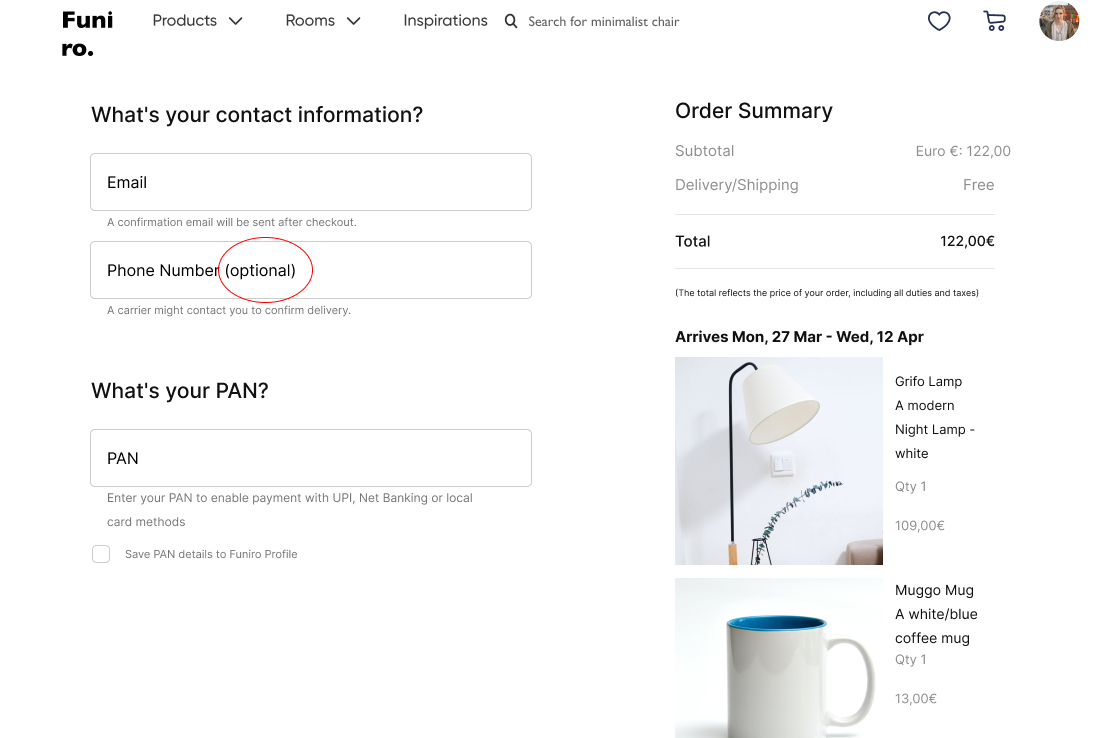 Funi
ro.
Products
Rooms
Inspirations
Search for minimalist chair
What's your contact information?
Email
A confirmation email will be sent after checkout.
Phone Number (optional)
A carrier might contact you to confirm delivery.
What's your PAN?
PAN
Enter your PAN to enable payment with UPI, Net Banking or local
card methods
Save PAN details to Funiro Profile
Order Summary
Subtotal Euro €: 122,00
Delivery/Shipping Free
Total 122,00€
(The total reflects the price of your order, including all duties and taxes)
Arrives Mon, 27 Mar - Wed, 12 Apr
Grifo Lamp
A modern
Night Lamp -
white
Qty 1
109,00€
Muggo Mug
A white/blue
coffee mug
Qty 1
13,00€